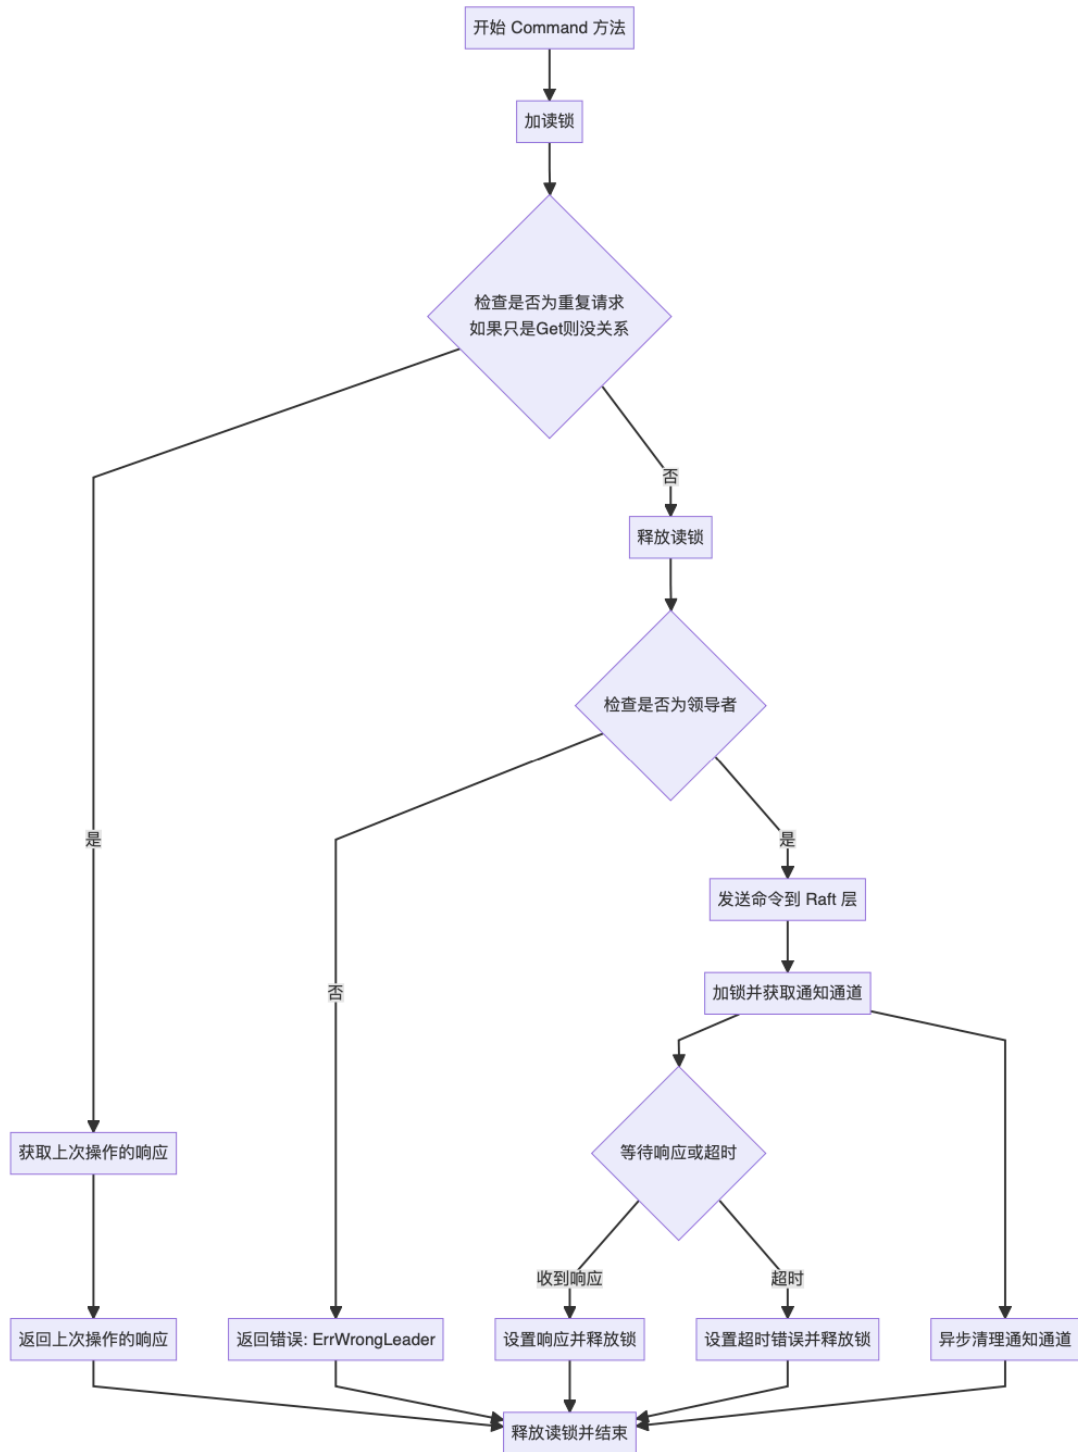 开始 Command 方法
加读锁
检查是否为重复请求
如果只是Get则没关系
否
释放读锁
检查是否为领导者
是
是
发送命令到 Raft 层
否
加锁并获取通知通道
获取上次操作的响应
等待响应或超时
收到响应
超时
返回上次操作的响应
返回错误: ErrWrongLeader
设置响应并释放锁
设置超时错误并释放锁
异步清理通知通道
释放读锁并结束